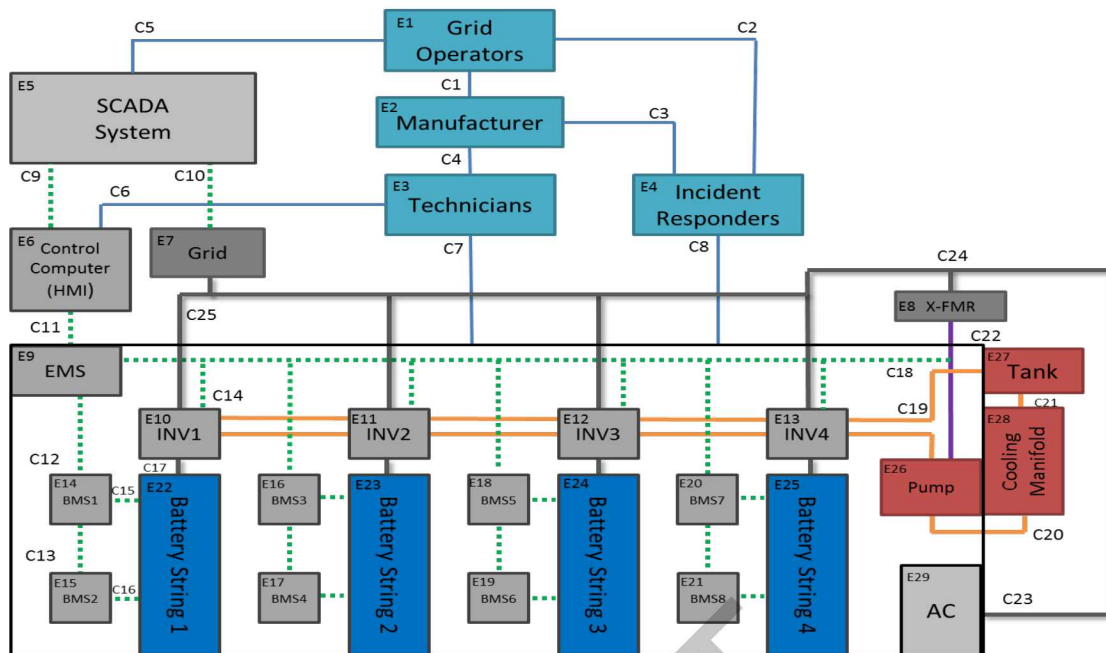 C5
E1
Grid
Operators
C2
C1
E5
SCADA
System
E2
Manufacturer
C3
C4
C9
C10
C6
E3
Technicians
E4
Incident
Responders
E6
Control
Computer
(HMI)
E7
Grid
C7
C8
C24
C25
E8 X-FMR
C11
C22
E9
EMS
E27
Tank
C18
C14
C19
C21
E10
INV1
E11
INV2
E12
INV3
E13
INV4
E28
Cooling
Manifold
C12
C17
E14
BMS1
C15
E22
Battery String 1
E16
BMS3
E23
Battery String 2
E18
BMS5
E24
Battery String 3
E20
BMS7
E25
Battery String 4
E26
Pump
C20
C13
E15
BMS2
C16
E17
BMS4
E19
BMS6
E21
BMS8
E29
AC
C23